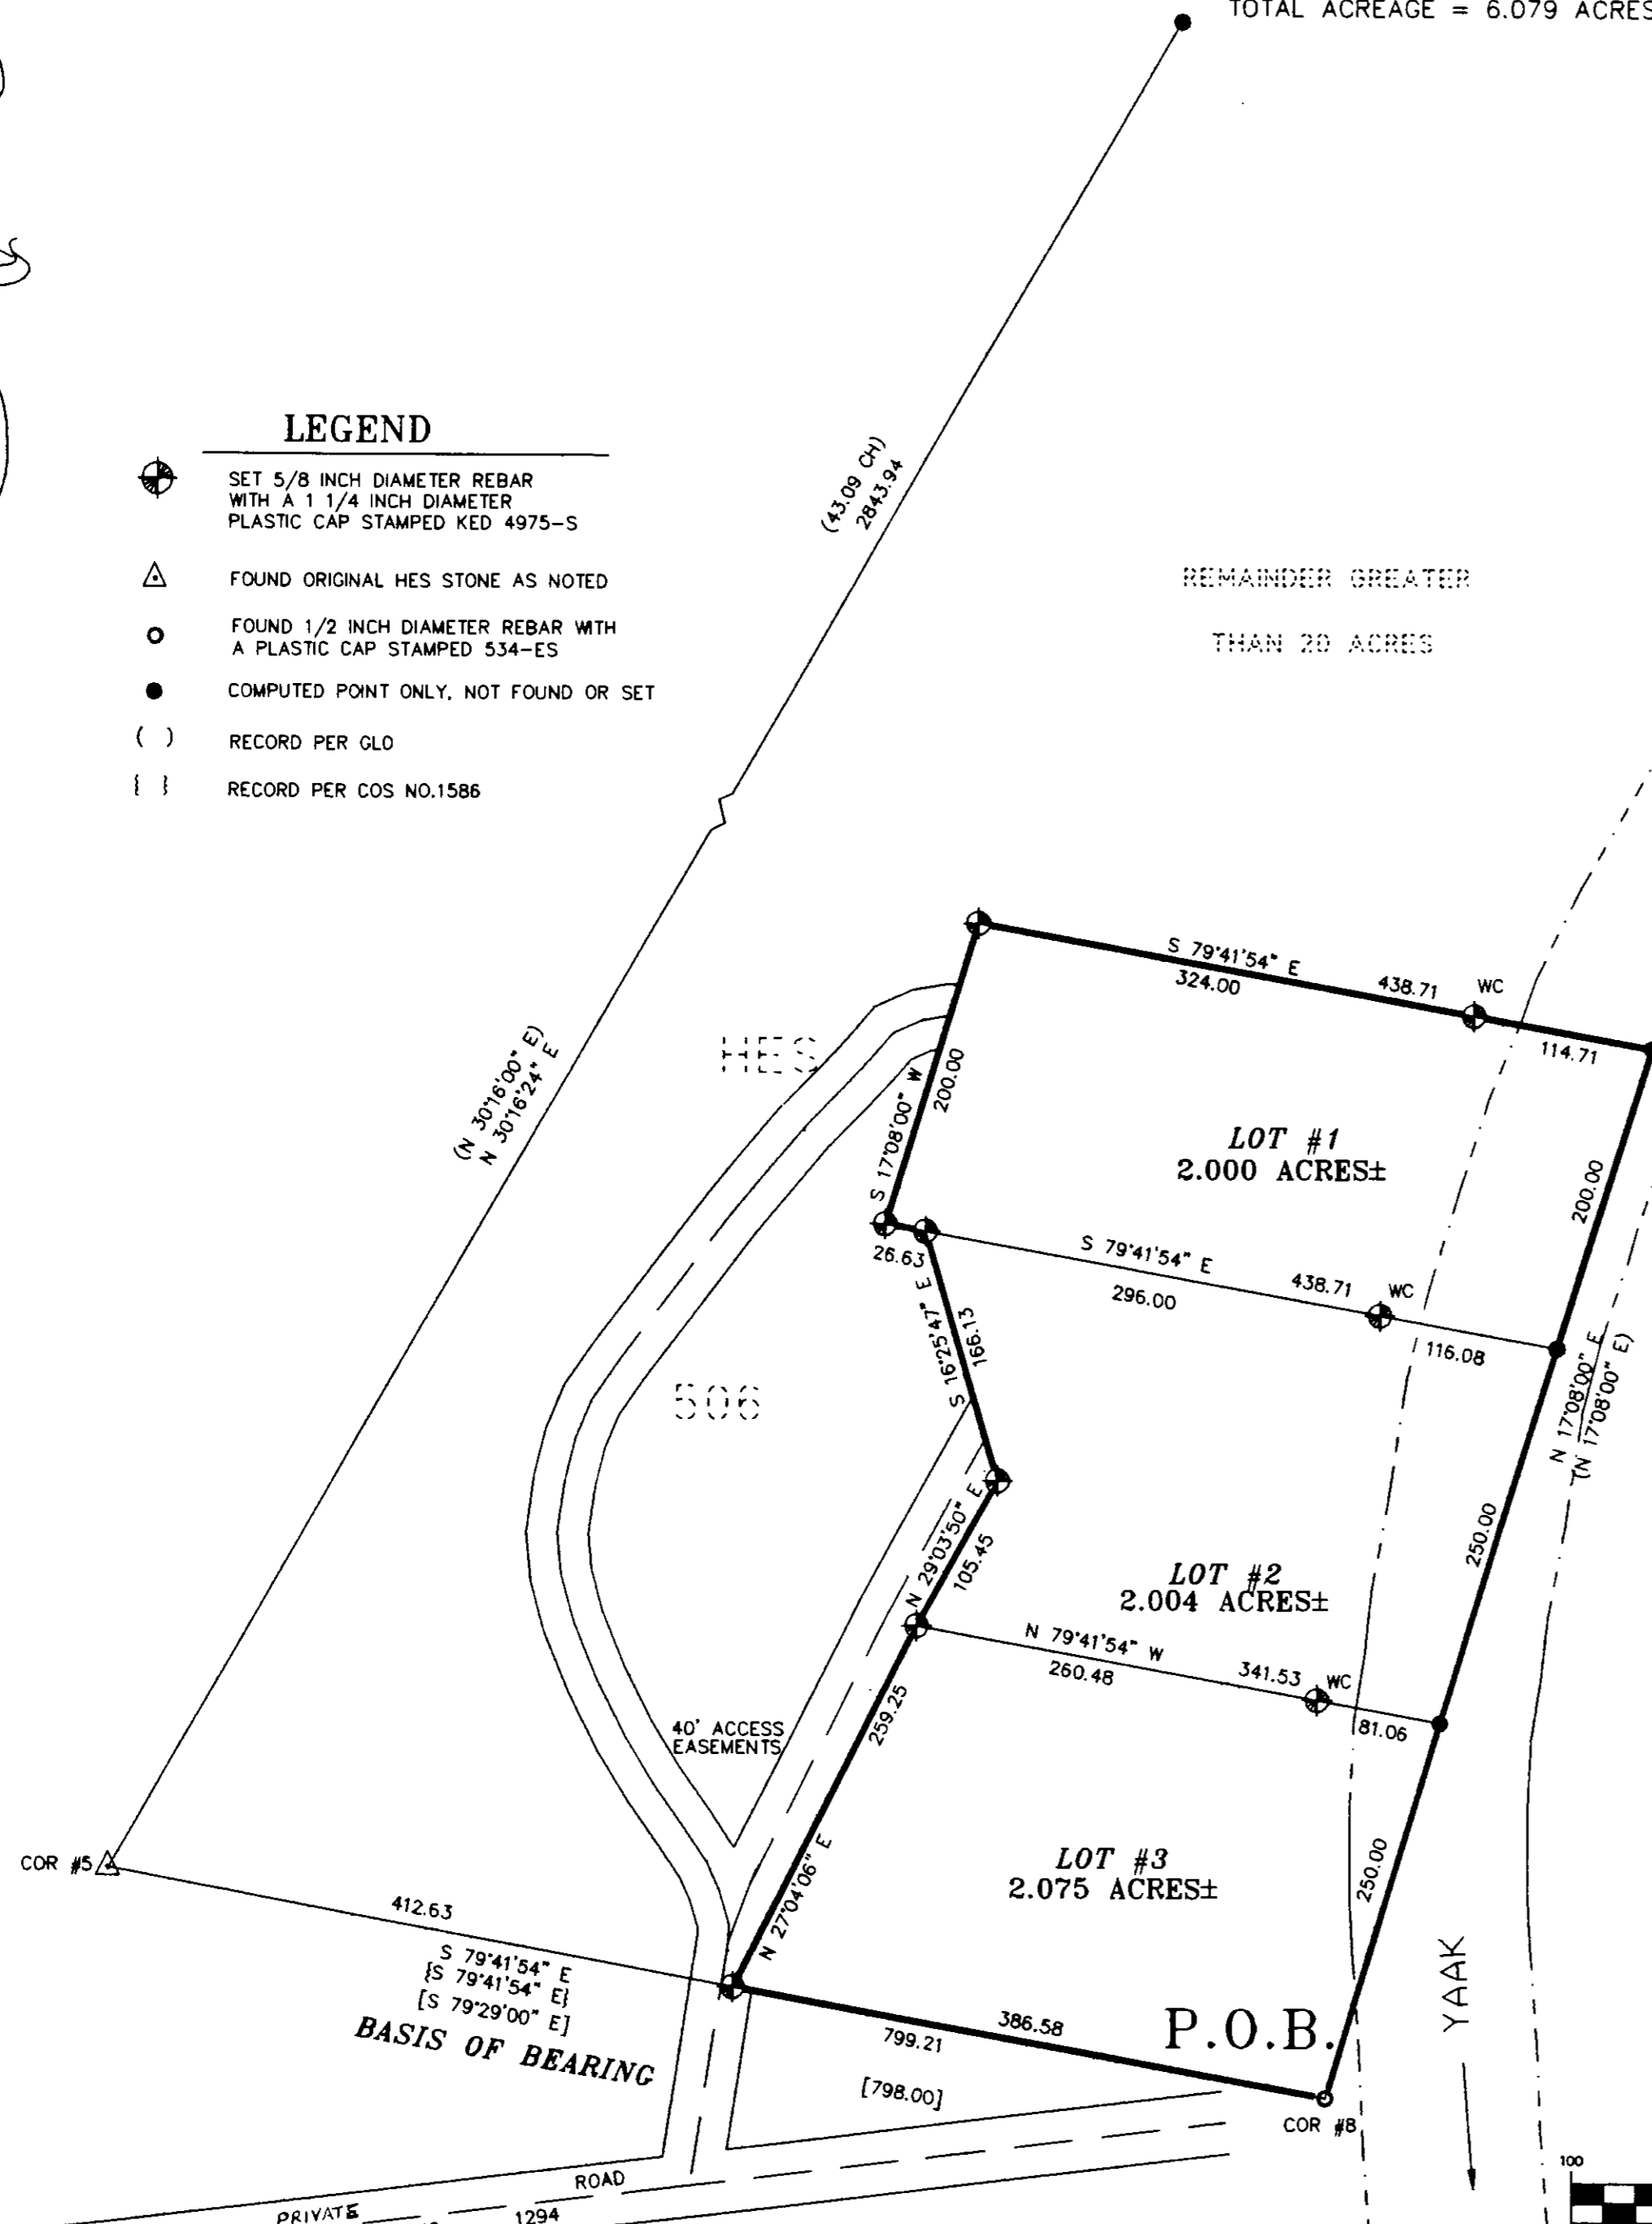 TOTAL ACREAGE = 6.079 ACRES
LEGEND
SET 5/8 INCH DIAMETER REBAR
WITH A 1 1/4 INCH DIAMETER
PLASTIC CAP STAMPED KED 4975-S
FOUND ORIGINAL HES STONE AS NOTED
FOUND 1/2 INCH DIAMETER REBAR WITH
A PLASTIC CAP STAMPED 534-ES
COMPUTED POINT ONLY, NOT FOUND OR SET
( ) RECORD PER GLO
{ } RECORD PER COS NO.1586
(43.09 CH)
2843.94
REMAINDER GREATER
THAN 20 ACRES
(N 30°16'00" E)
N 30°16'24" E
HES
506
S 79°41'54" E
324.00
438.71
WC
114.71
S 17°08'00" W
200.00
LOT #1
2.000 ACRES±
200.00
26.63
S 79°41'54" E
296.00
438.71
WC
116.08
S 16°25'47" E
166.13
N 17°08'00" E
(N 17°08'00" E)
250.00
N 29°03'50" E
105.45
LOT #2
2.004 ACRES±
N 79°41'54" W
260.48
341.53
WC
81.06
259.25
N 27°04'06" E
40' ACCESS
EASEMENTS
LOT #3
2.075 ACRES±
250.00
COR #5
412.63
S 79°41'54" E
{S 79°41'54" E}
[S 79°29'00" E]
BASIS OF BEARING
386.58
799.21
[798.00]
P.O.B.
COR #8
YAAK
100
PRIVATE
ROAD
1294